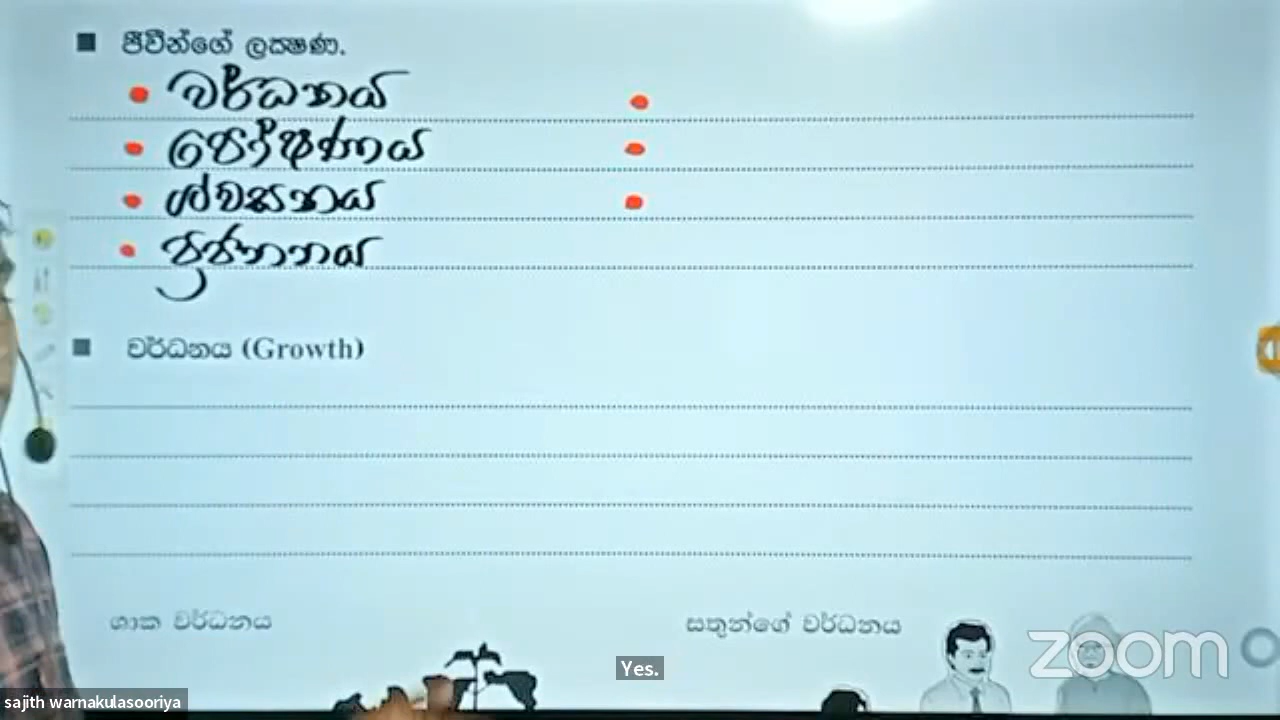 ■ ජීවීන්ගේ ලක්ෂණ.
• වර්ධනය
• පෝෂණය
• ශ්වසනය
• ප්‍රජනනය
■ වර්ධනය (Growth)
ශාක වර්ධනය
සතුන්ගේ වර්ධනය
zoom
Yes.
sajith warnakulasooriya